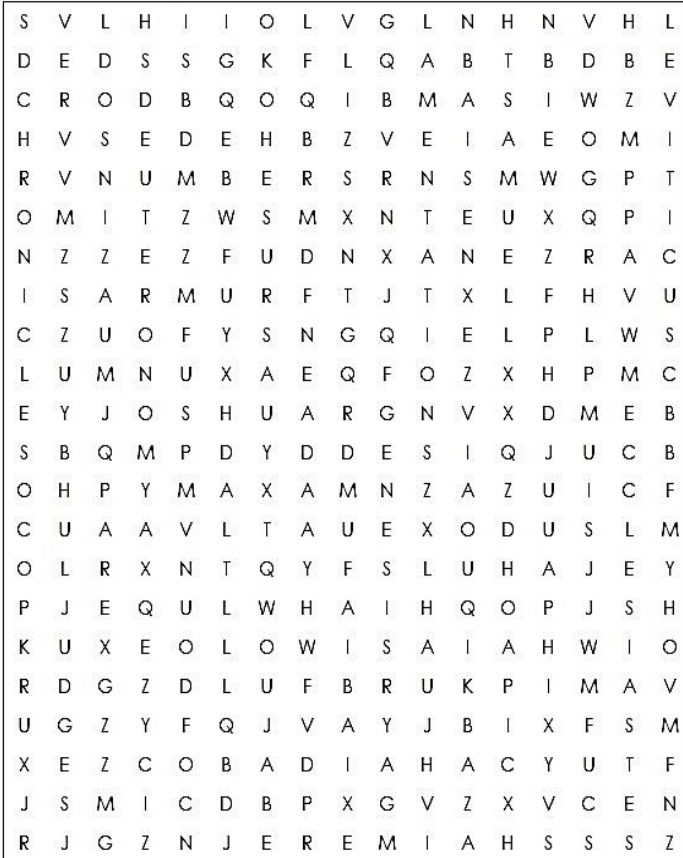 S V L H I I O L V G L N H N V H L
D E D S S G K F L Q A B T B D B E
C R O D B Q O Q I B M A S I W Z V
H V S E D E H B Z V E I A E O M I
R V N U M B E R S R N S M W G P T
O M I T Z W S M X N T E U X Q P I
N Z Z E Z F U D N X A N E Z R A C
I S A R M U R F T J T X L F H V U
C Z U O F Y S N G Q I E L P L W S
L U M N U X A E Q F O Z X H P M C
E Y J O S H U A R G N V X D M E B
S B Q M P D Y D D E S I Q J U C B
O H P Y M A X A M N Z A Z U I C F
C U A A V L T A U E X O D U S L M
O L R X N T Q Y F S L U H A J E Y
P J E Q U L W H A I H Q O P J S H
K U X E O L O W I S A I A H W I O
R D G Z D L U F B R U K P I M A V
U G Z Y F Q J V A Y J B I X F S M
X E Z C O B A D I A H A C Y U T F
J S M I C D B P X G V Z X V C E N
R J G Z N J E R E M I A H S S S Z